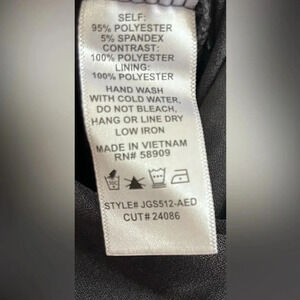 SELF:
95% POLYESTER
5% SPANDEX
CONTRAST:
100% POLYESTER
LINING:
100% POLYESTER
HAND WASH
WITH COLD WATER,
DO NOT BLEACH,
HANG OR LINE DRY
LOW IRON
MADE IN VIETNAM
RN# 58909
STYLE# JGS512-AED
CUT# 24086